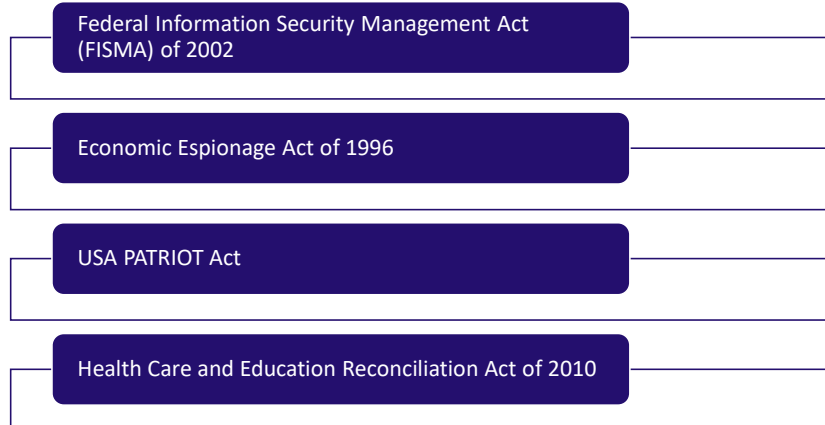 Federal Information Security Management Act
(FISMA) of 2002
Economic Espionage Act of 1996
USA PATRIOT Act
Health Care and Education Reconciliation Act of 2010